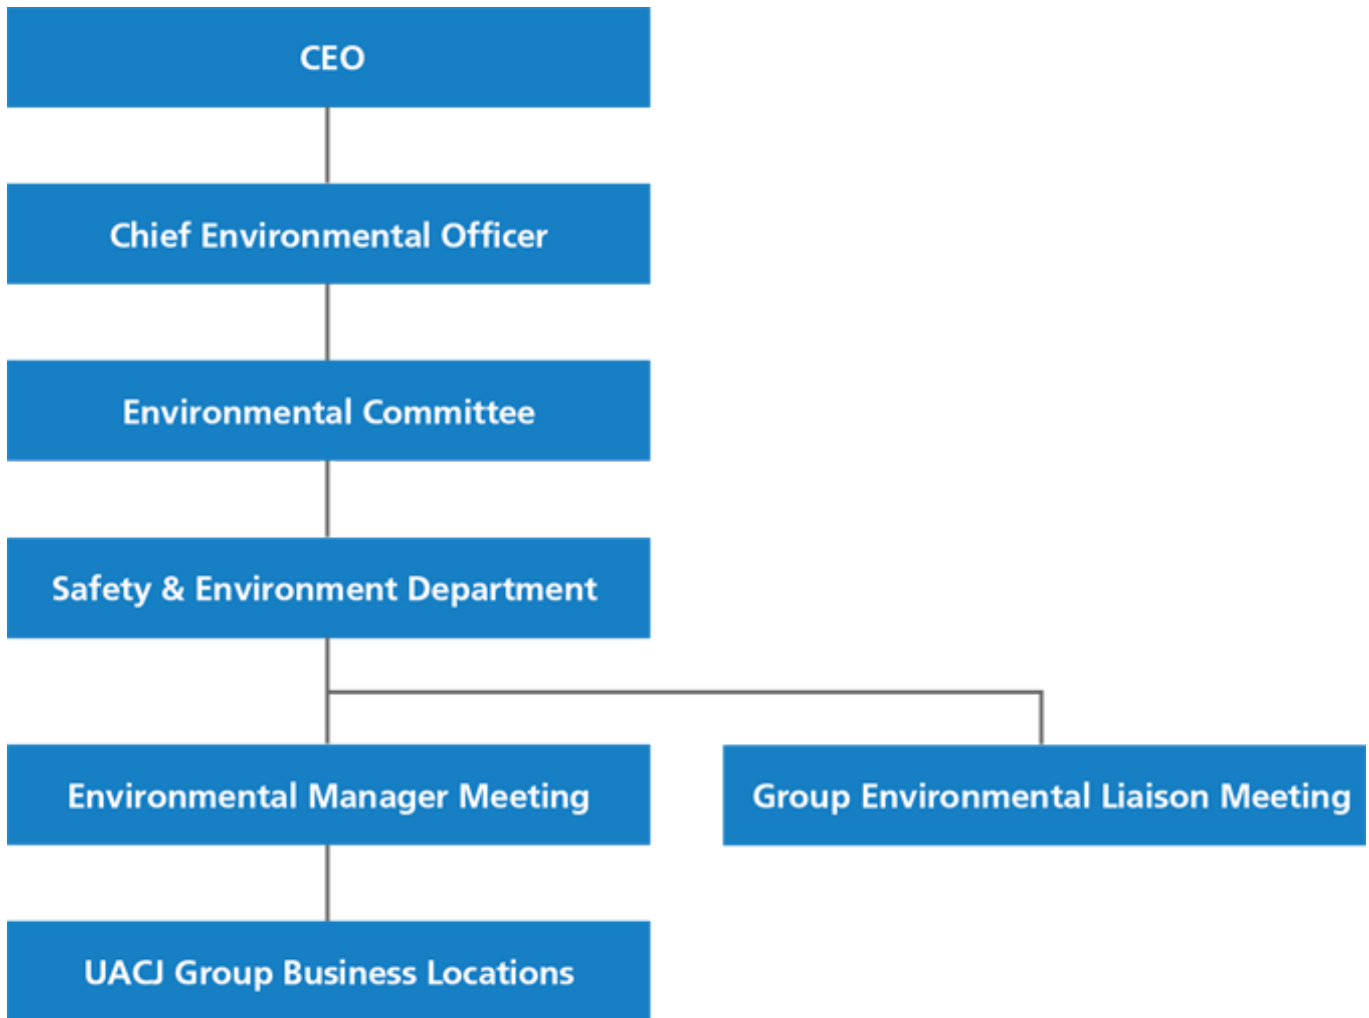 CEO
Chief Environmental Officer
Environmental Committee
Safety & Environment Department
Environmental Manager Meeting
Group Environmental Liaison Meeting
UACJ Group Business Locations